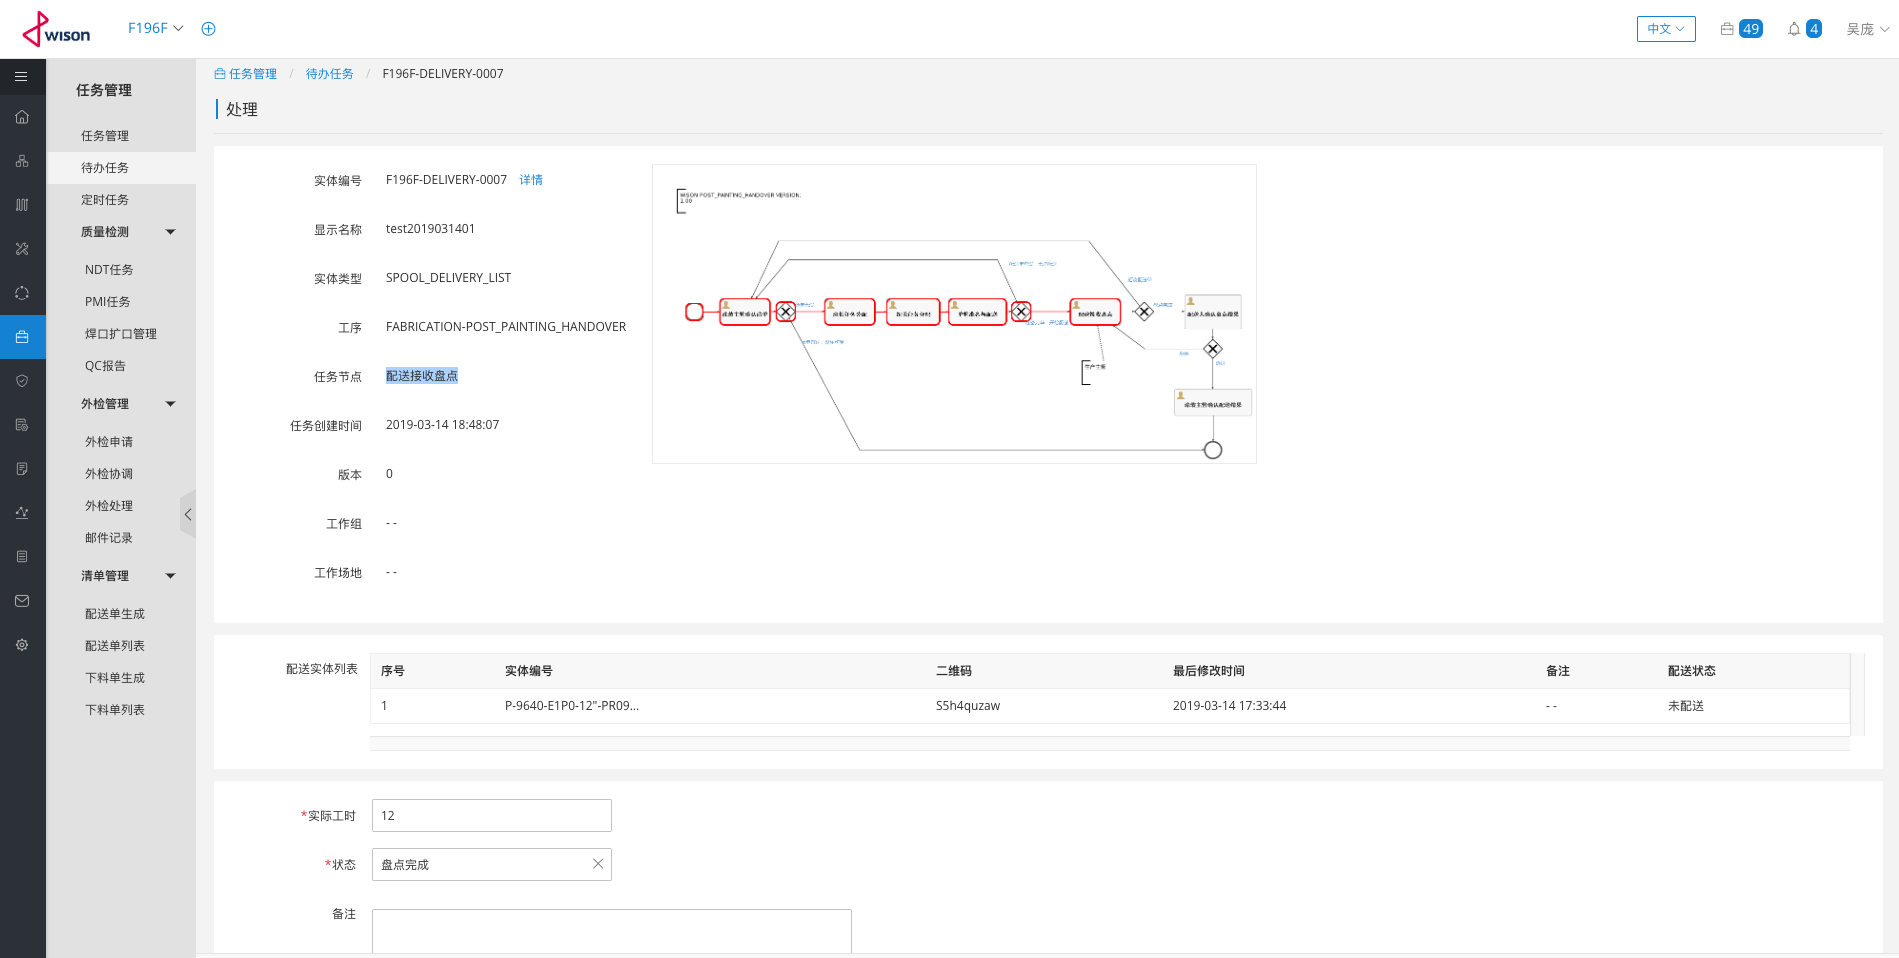 wison
F196F
中文
49
4
吴庞
任务管理
任务管理
待办任务
定时任务
质量检测
NDT任务
PMI任务
焊口扩口管理
QC报告
外检管理
外检申请
外检协调
外检处理
邮件记录
清单管理
配送单生成
配送单列表
下料单生成
下料单列表
任务管理 / 待办任务 / F196F-DELIVERY-0007
处理
实体编号 F196F-DELIVERY-0007 详情
显示名称 test2019031401
实体类型 SPOOL_DELIVERY_LIST
工序 FABRICATION-POST_PAINTING_HANDOVER
任务节点 配送接收盘点
任务创建时间 2019-03-14 18:48:07
版本 0
工作组 - -
工作场地 - -
WISON POST_PAINTING_HANDOVER VERSION:
1.00
配送实体列表
序号 实体编号 二维码 最后修改时间 备注 配送状态
1 P-9640-E1P0-12"-PR09... S5h4quzaw 2019-03-14 17:33:44 - - 未配送
*实际工时 12
*状态 盘点完成
备注